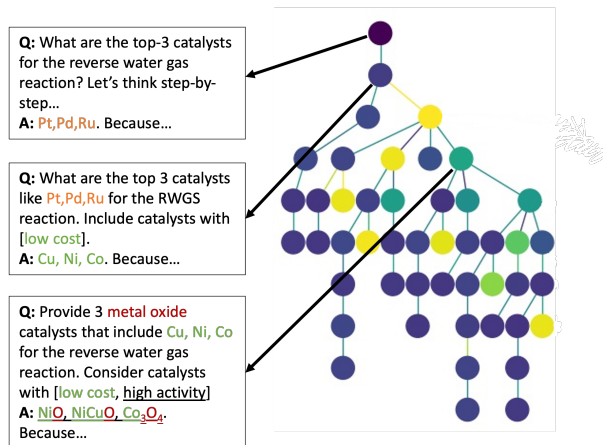 Q: What are the top-3 catalysts
for the reverse water gas
reaction? Let's think step-by-
step...
A: Pt,Pd,Ru. Because...
Q: What are the top 3 catalysts
like Pt,Pd,Ru for the RWGS
reaction. Include catalysts with
[low cost].
A: Cu, Ni, Co. Because...
Q: Provide 3 metal oxide
catalysts that include Cu, Ni, Co
for the reverse water gas
reaction. Consider catalysts
with [low cost, high activity]
A: NiO, NiCuO, Co3O4.
Because...